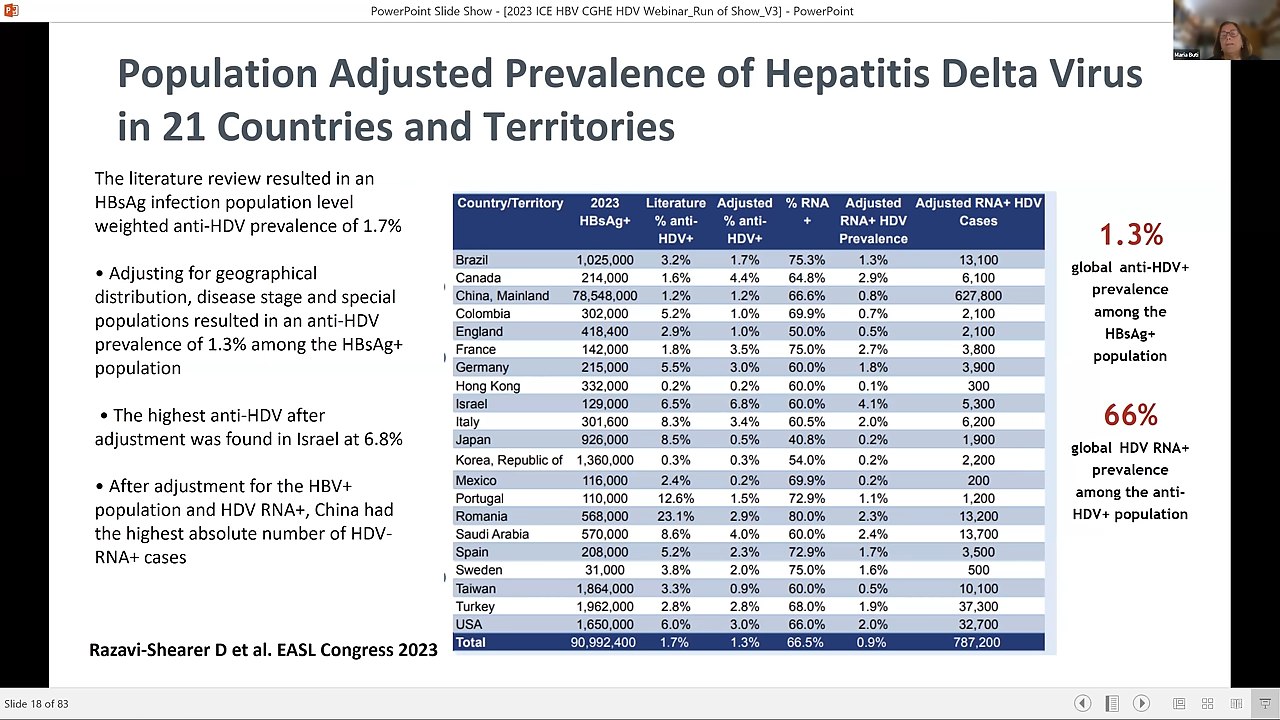 PowerPoint Slide Show - [2023 ICE HBV CGHE HDV Webinar_Run of Show_V3] - PowerPoint
Maria Buti
Population Adjusted Prevalence of Hepatitis Delta Virus
in 21 Countries and Territories
The literature review resulted in an
HBsAg infection population level
weighted anti-HDV prevalence of 1.7%
• Adjusting for geographical
distribution, disease stage and special
populations resulted in an anti-HDV
prevalence of 1.3% among the HBsAg+
population
• The highest anti-HDV after
adjustment was found in Israel at 6.8%
• After adjustment for the HBV+
population and HDV RNA+, China had
the highest absolute number of HDV-
RNA+ cases
Razavi-Shearer D et al. EASL Congress 2023
Country/Territory 2023 Literature Adjusted % RNA Adjusted Adjusted RNA+ HDV
HBsAg+ % anti- % anti- + RNA+ HDV Cases
HDV+ HDV+ Prevalence
Brazil 1,025,000 3.2% 1.7% 75.3% 1.3% 13,100
Canada 214,000 1.6% 4.4% 64.8% 2.9% 6,100
China, Mainland 78,548,000 1.2% 1.2% 66.6% 0.8% 627,800
Colombia 302,000 5.2% 1.0% 69.9% 0.7% 2,100
England 418,400 2.9% 1.0% 50.0% 0.5% 2,100
France 142,000 1.8% 3.5% 75.0% 2.7% 3,800
Germany 215,000 5.5% 3.0% 60.0% 1.8% 3,900
Hong Kong 332,000 0.2% 0.2% 60.0% 0.1% 300
Israel 129,000 6.5% 6.8% 60.0% 4.1% 5,300
Italy 301,600 8.3% 3.4% 60.5% 2.0% 6,200
Japan 926,000 8.5% 0.5% 40.8% 0.2% 1,900
Korea, Republic of 1,360,000 0.3% 0.3% 54.0% 0.2% 2,200
Mexico 116,000 2.4% 0.2% 69.9% 0.2% 200
Portugal 110,000 12.6% 1.5% 72.9% 1.1% 1,200
Romania 568,000 23.1% 2.9% 80.0% 2.3% 13,200
Saudi Arabia 570,000 8.6% 4.0% 60.0% 2.4% 13,700
Spain 208,000 5.2% 2.3% 72.9% 1.7% 3,500
Sweden 31,000 3.8% 2.0% 75.0% 1.6% 500
Taiwan 1,864,000 3.3% 0.9% 60.0% 0.5% 10,100
Turkey 1,962,000 2.8% 2.8% 68.0% 1.9% 37,300
USA 1,650,000 6.0% 3.0% 66.0% 2.0% 32,700
Total 90,992,400 1.7% 1.3% 66.5% 0.9% 787,200
1.3%
global anti-HDV+
prevalence
among the
HBsAg+
population
66%
global HDV RNA+
prevalence
among the anti-
HDV+ population
Slide 18 of 83